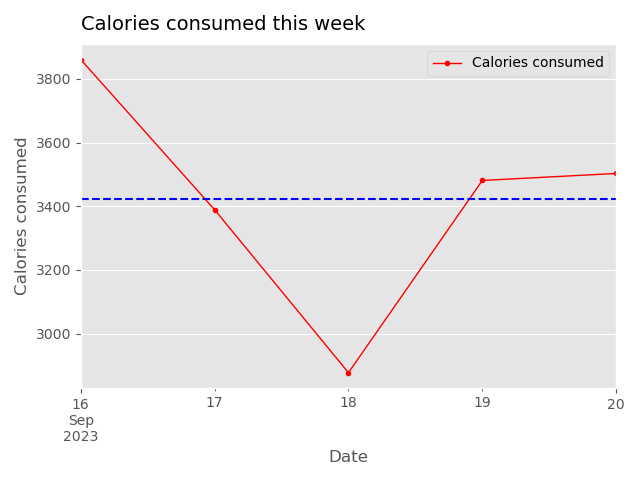 Calories consumed this week
Calories consumed
3800
3600
3400
3200
3000
Calories consumed
16
Sep
2023
17
18
19
20
Date